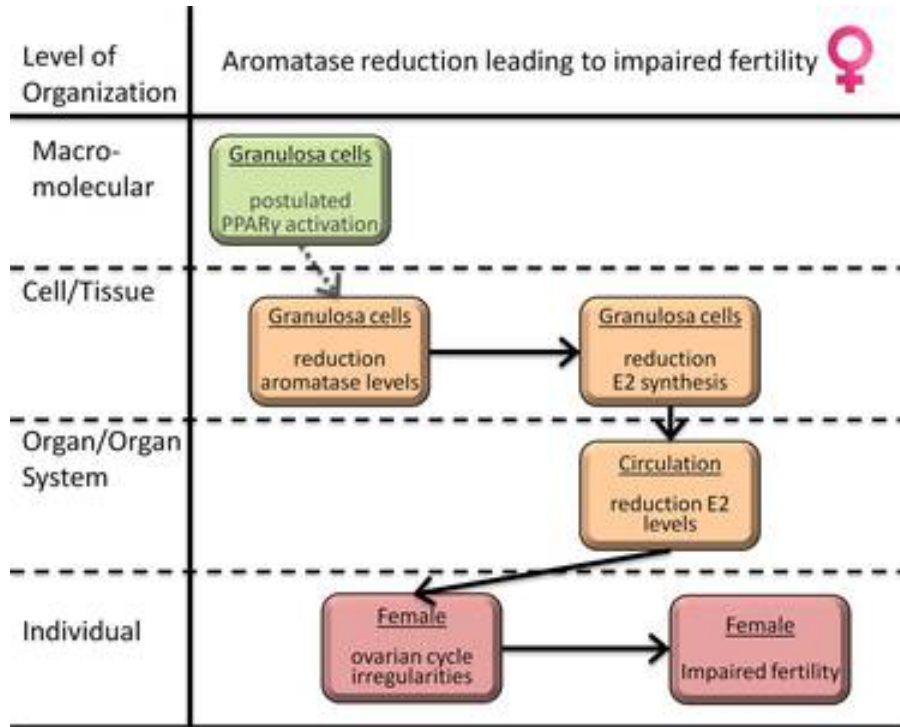 Level of
Organization
Aromatase reduction leading to impaired fertility
Macro-
molecular
Granulosa cells
postulated
PPARγ activation
Cell/Tissue
Granulosa cells
reduction
aromatase levels
Granulosa cells
reduction
E2 synthesis
Organ/Organ
System
Circulation
reduction E2
levels
Individual
Female
ovarian cycle
irregularities
Female
Impaired fertility